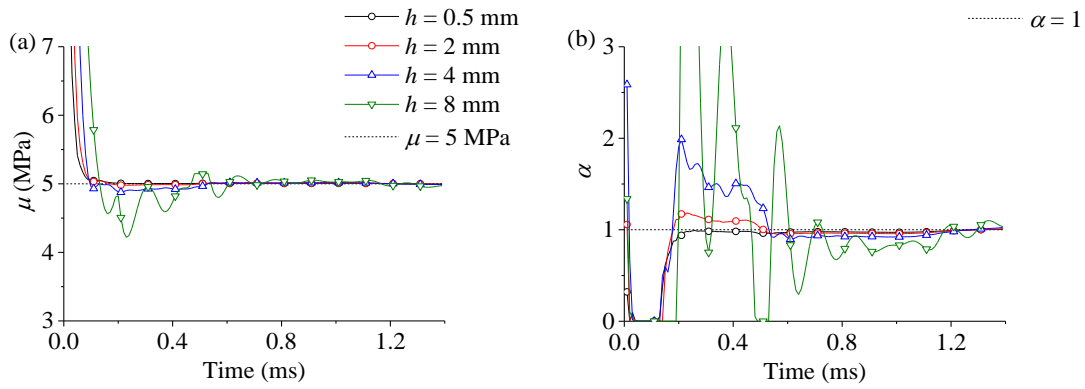 (a)
7
6
5
4
3
μ (MPa)
0.0 0.4 0.8 1.2
Time (ms)
h = 0.5 mm
h = 2 mm
h = 4 mm
h = 8 mm
μ = 5 MPa
(b)
α = 1
3
2
1
0
α
0.0 0.4 0.8 1.2
Time (ms)